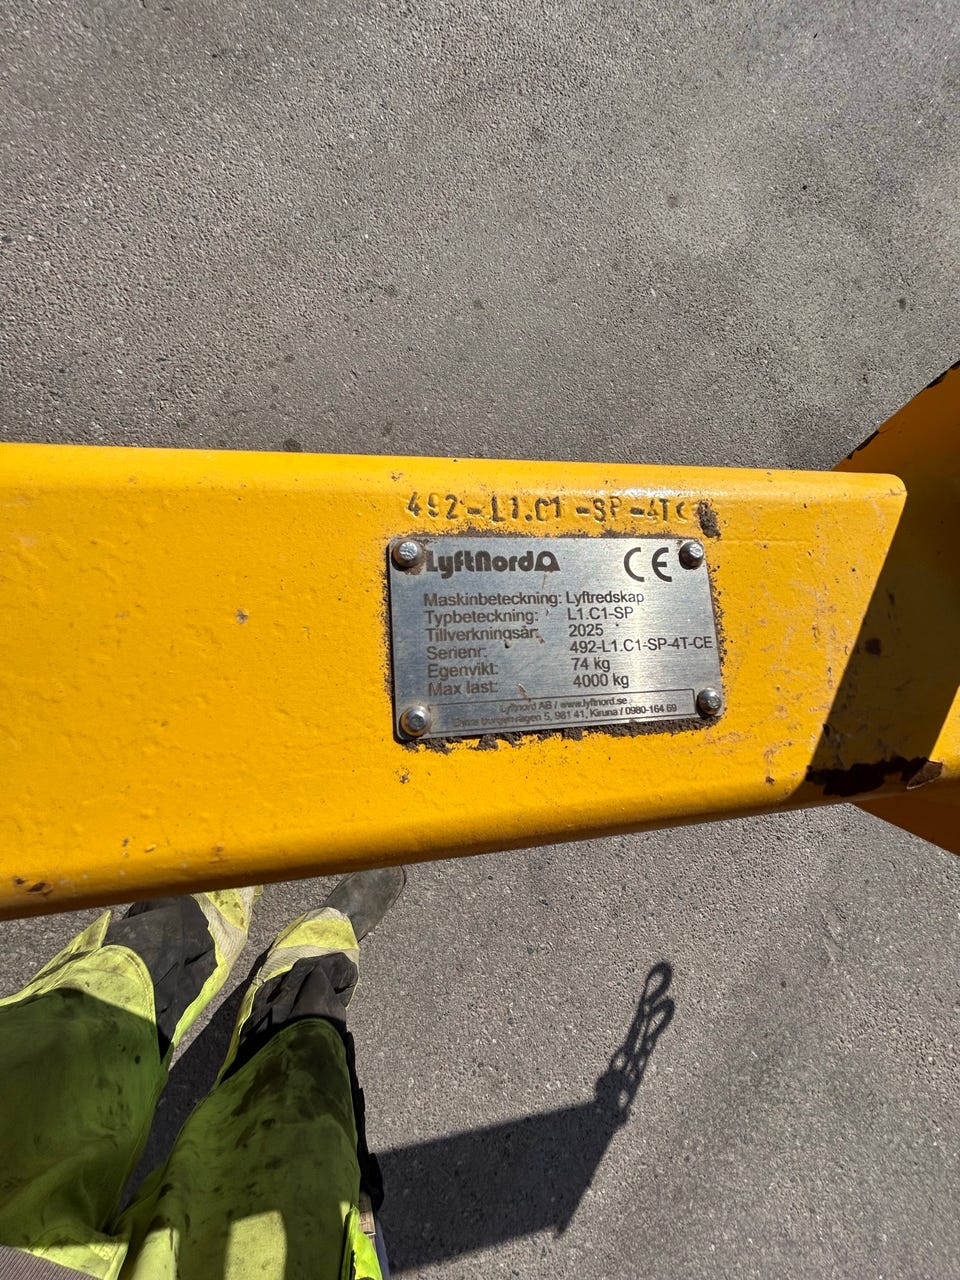 492-L1.C1-SP-4T-C
LyftNord CE
Maskinbeteckning: Lyftredskap
Typbeteckning: L1.C1-SP
Tillverkningsår: 2025
Serienr: 492-L1.C1-SP-4T-CE
Egenvikt: 74 kg
Max last: 4000 kg
Lyftnord AB / www.lyftnord.se
5, 981 41, Kiruna / 0980-164 69